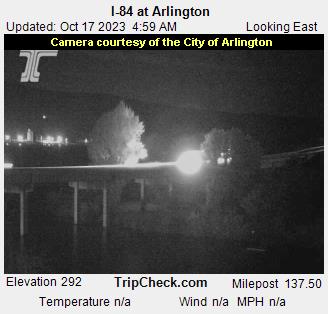 I-84 at Arlington
Updated: Oct 17 2023 4:59 AM Looking East
Camera courtesy of the City of Arlington
Elevation 292 TripCheck.com Milepost 137.50
Temperature n/a Wind n/a MPH n/a